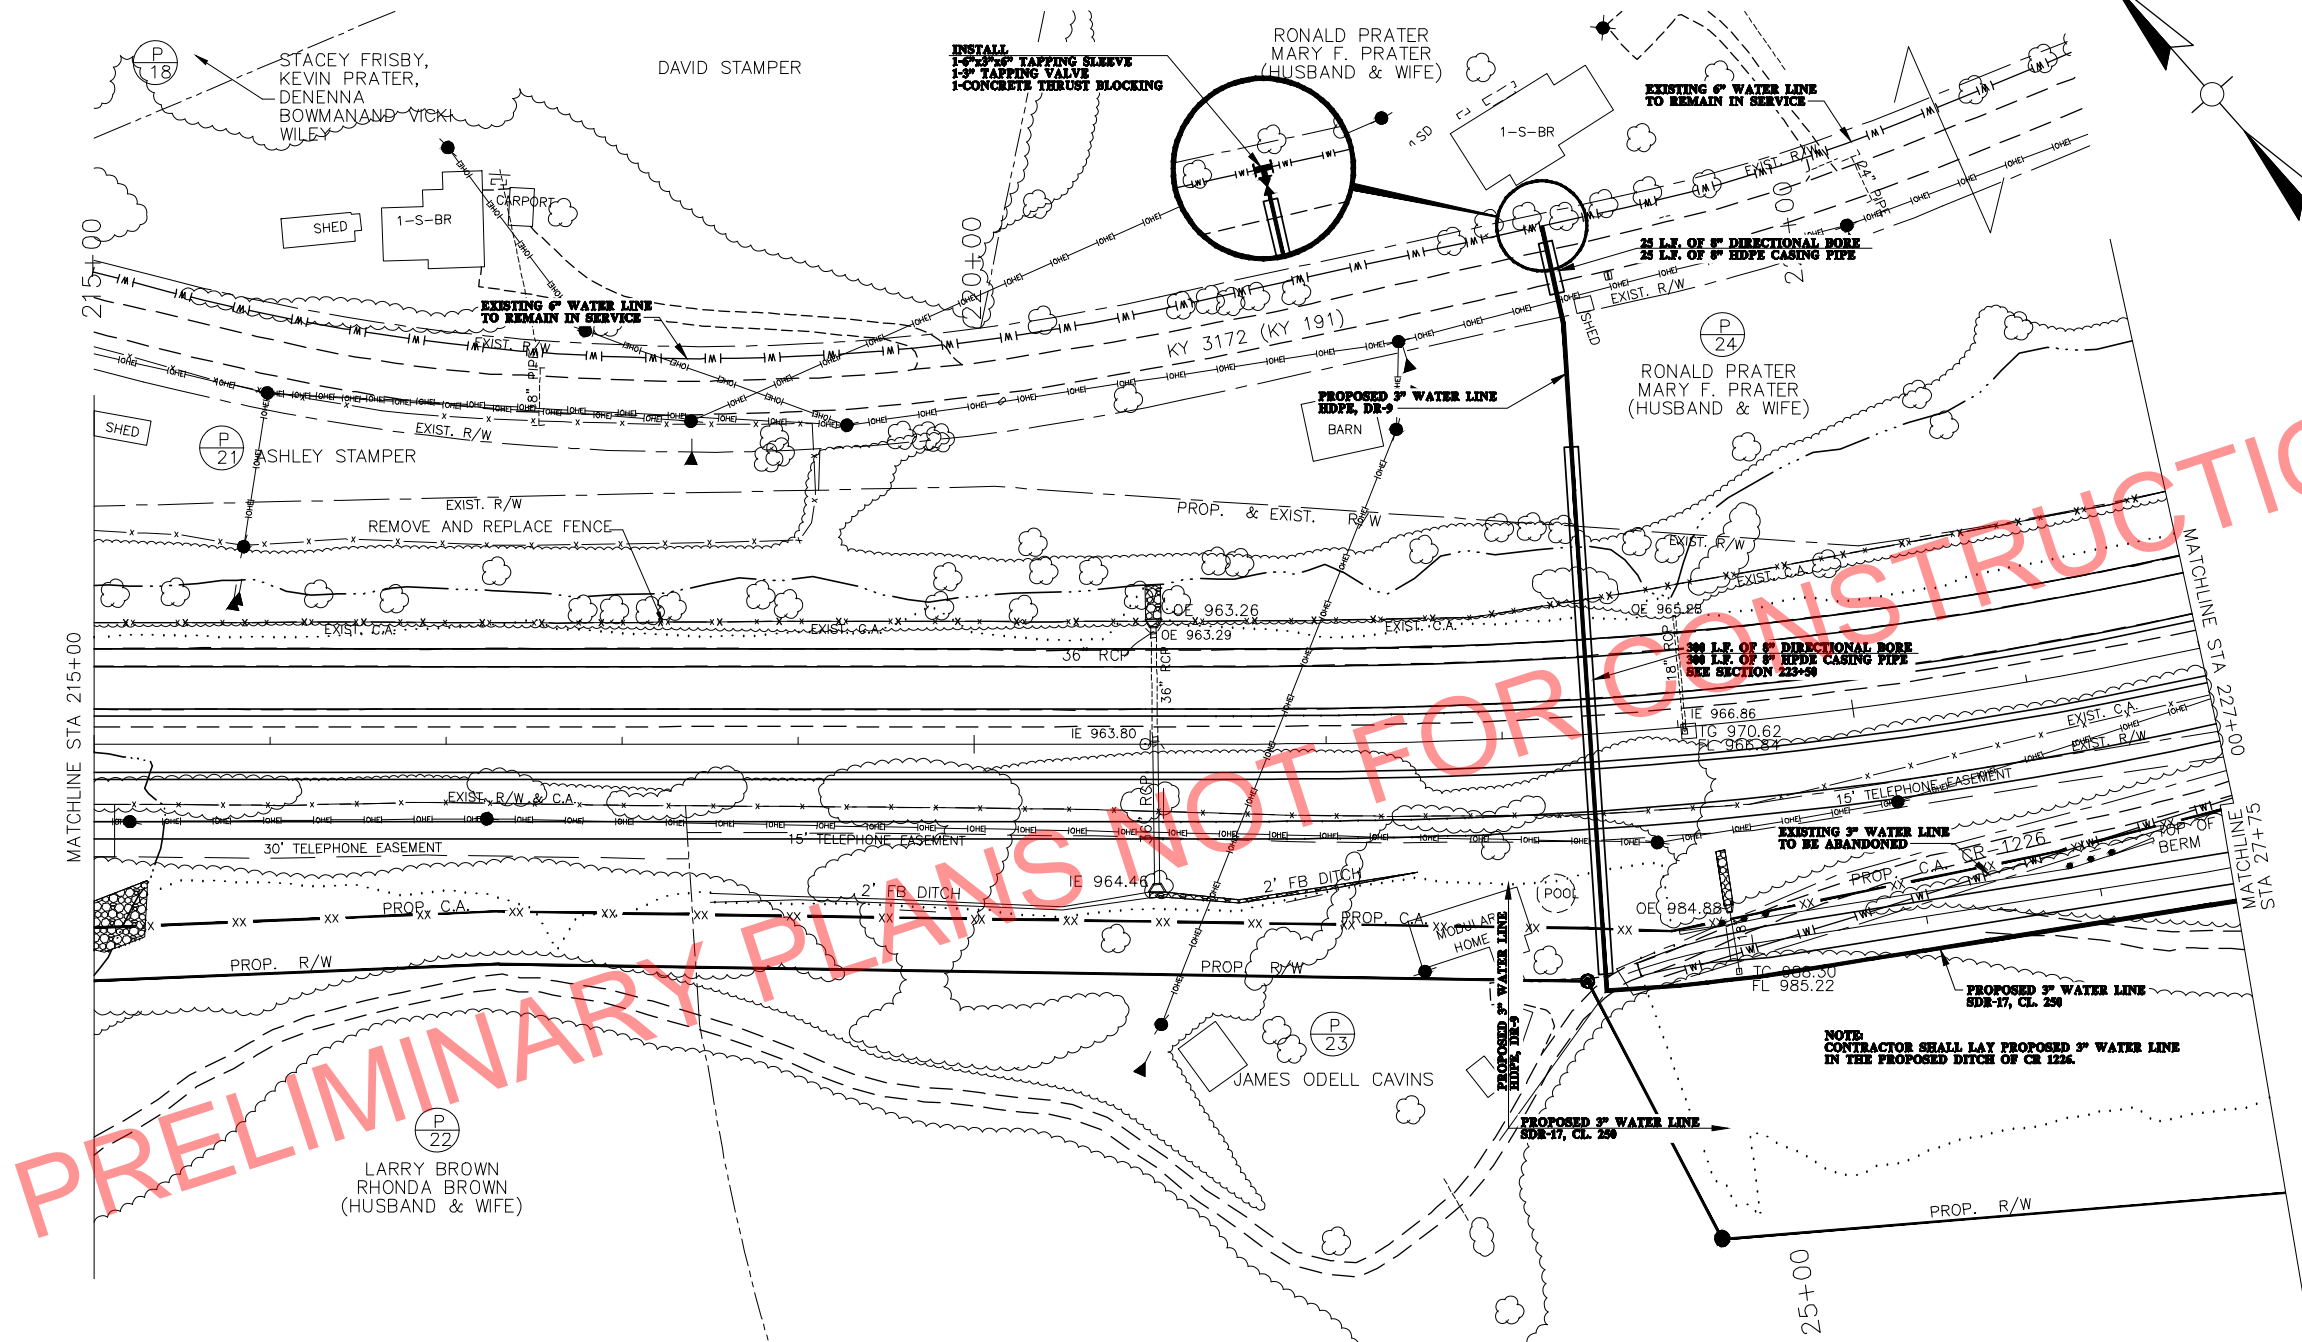 P
18
STACEY FRISBY,
KEVIN PRATER,
DENENNA
BOWMANAND VICKI
WILEY
DAVID STAMPER
INSTALL
1-6"x3"x6" TAPPING SLEEVE
1-3" TAPPING VALVE
1-CONCRETE THRUST BLOCKING
RONALD PRATER
MARY F. PRATER
(HUSBAND & WIFE)
SD
1-S-BR
EXISTING 6" WATER LINE
TO REMAIN IN SERVICE
EXIST. R/W
24" PIPE
215+00
SHED
1-S-BR
CARPORT
220+00
EXISTING 6" WATER LINE
TO REMAIN IN SERVICE
EXIST. R/W
18" PIPE
KY 3172 (KY 191)
25 L.F. OF 8" DIRECTIONAL BORE
25 L.F. OF 8" HDPE CASING PIPE
EXIST. R/W
SHED
P
24
RONALD PRATER
MARY F. PRATER
(HUSBAND & WIFE)
PROPOSED 3" WATER LINE
HDPE, DR-9
BARN
SHED
P
21
ASHLEY STAMPER
EXIST. R/W
EXIST. R/W
REMOVE AND REPLACE FENCE
PROP. & EXIST. R/W
EXIST. R/W
EXIST. C.A.
EXIST. C.A.
EXIST. C.A.
EXIST. C.A.
OE 963.26
OE 963.29
36" RCP
36" RCP
OE 965.28
18" RCP
300 L.F. OF 8" DIRECTIONAL BORE
300 L.F. OF 8" HPDE CASING PIPE
SEE SECTION 223+50
MATCHLINE STA 215+00
MATCHLINE STA 227+00
IE 963.80
IE 966.86
TG 970.62
FL 966.84
EXIST. C.A.
EXIST. R/W
36" RCP
EXIST. R/W & C.A.
15' TELEPHONE EASEMENT
30' TELEPHONE EASEMENT
15' TELEPHONE EASEMENT
EXISTING 3" WATER LINE
TO BE ABANDONED
PROP. C.A.
CR 1226
TOP OF
BERM
MATCHLINE
STA 27+75
IE 964.46
2' FB DITCH
2' FB DITCH
POOL
PROP. C.A.
PROP. C.A.
MODULAR
HOME
OE 984.88
PROP. R/W
PROP. R/W
TG 988.30
FL 985.22
PROPOSED 3" WATER LINE
HDPE, DR-9
PROPOSED 3" WATER LINE
SDR-17, CL. 250
NOTE:
CONTRACTOR SHALL LAY PROPOSED 3" WATER LINE
IN THE PROPOSED DITCH OF CR 1226.
P
23
JAMES ODELL CAVINS
P
22
LARRY BROWN
RHONDA BROWN
(HUSBAND & WIFE)
PROPOSED 3" WATER LINE
SDR-17, CL. 250
PROP. R/W
25+00
PRELIMINARY PLANS NOT FOR CONSTRUCTIO